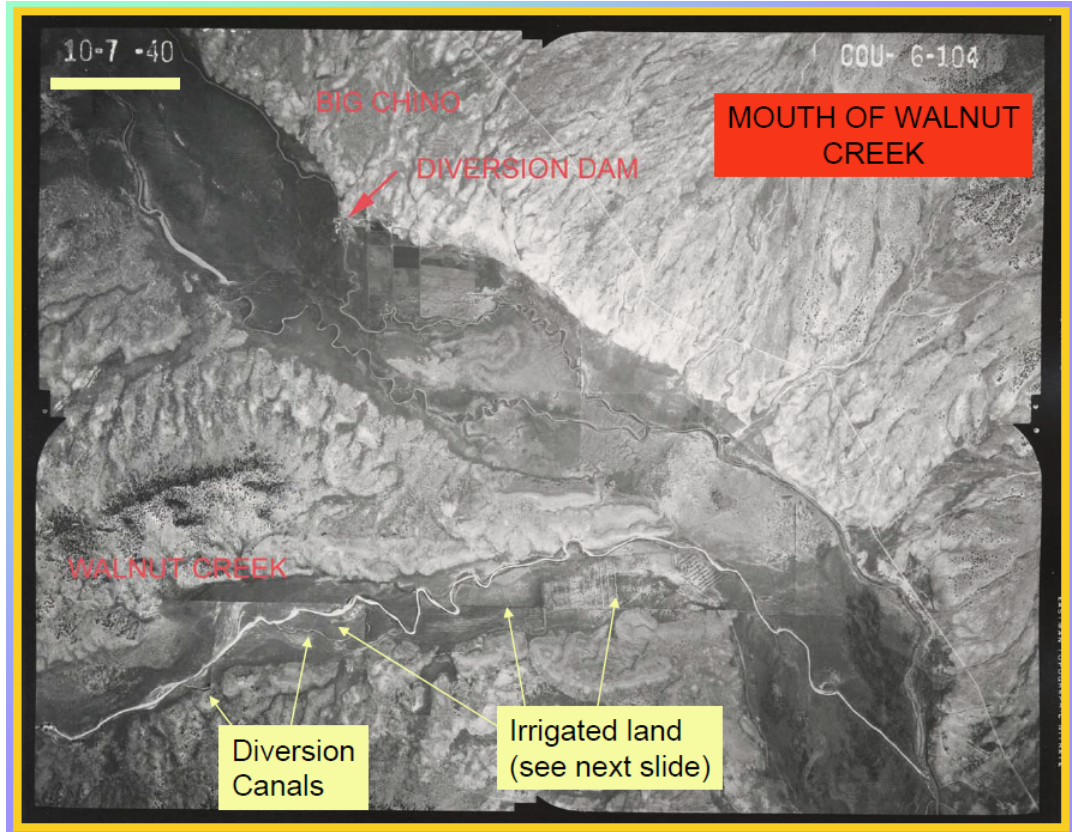 10-7-40
COU- 6-104
BIG CHINO
MOUTH OF WALNUT
CREEK
DIVERSION DAM
WALNUT CREEK
Irrigated land
(see next slide)
Diversion
Canals